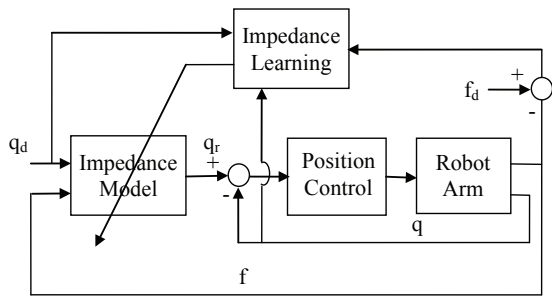 Impedance
Learning
+
f_d
-
q_d
q_r
Impedance
Model
+
-
Position
Control
Robot
Arm
q
f